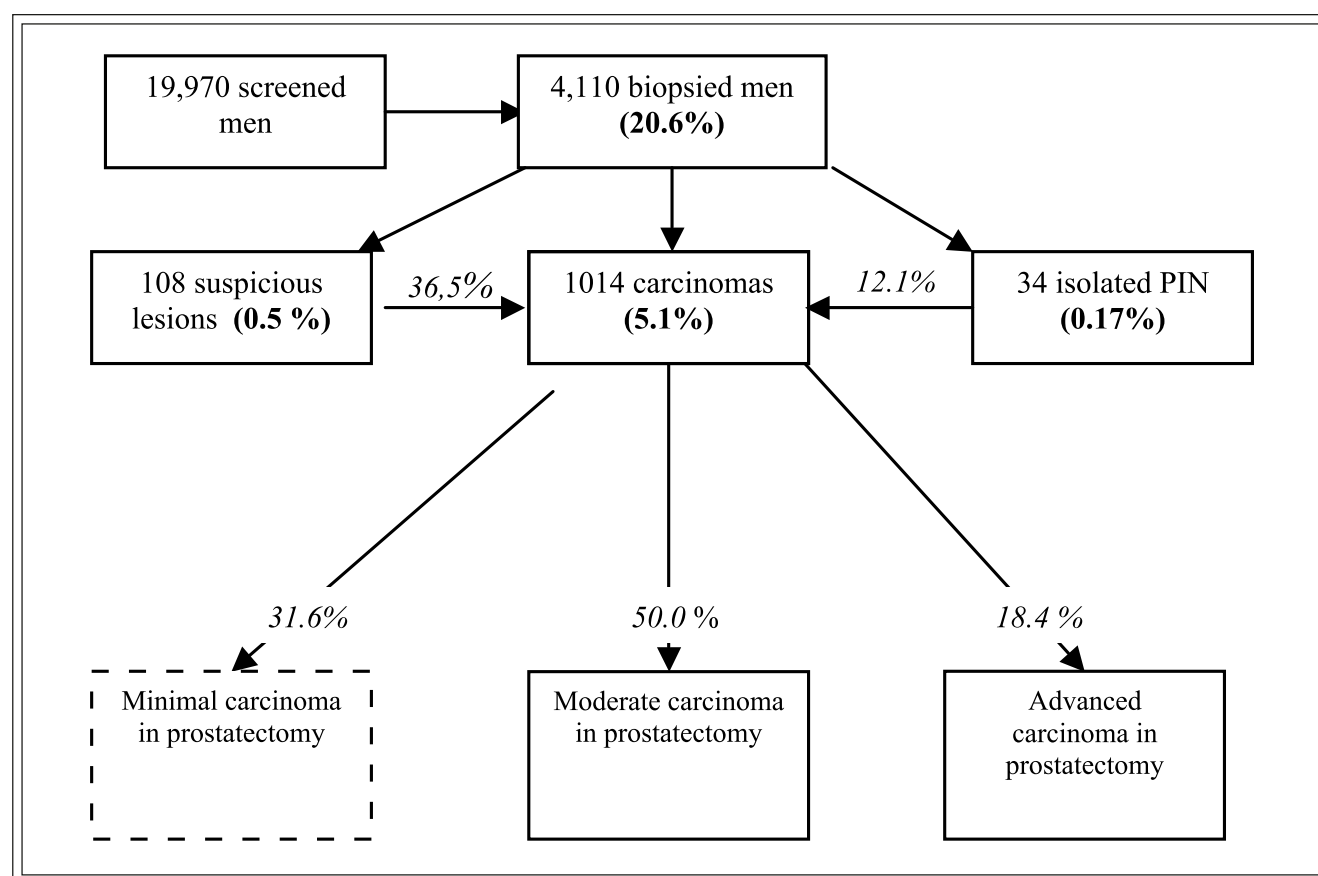 19,970 screened
men
4,110 biopsied men
(20.6%)
108 suspicious
lesions (0.5 %)
36,5%
1014 carcinomas
(5.1%)
12.1%
34 isolated PIN
(0.17%)
31.6%
50.0 %
18.4 %
Minimal carcinoma
in prostatectomy
Moderate carcinoma
in prostatectomy
Advanced
carcinoma in
prostatectomy